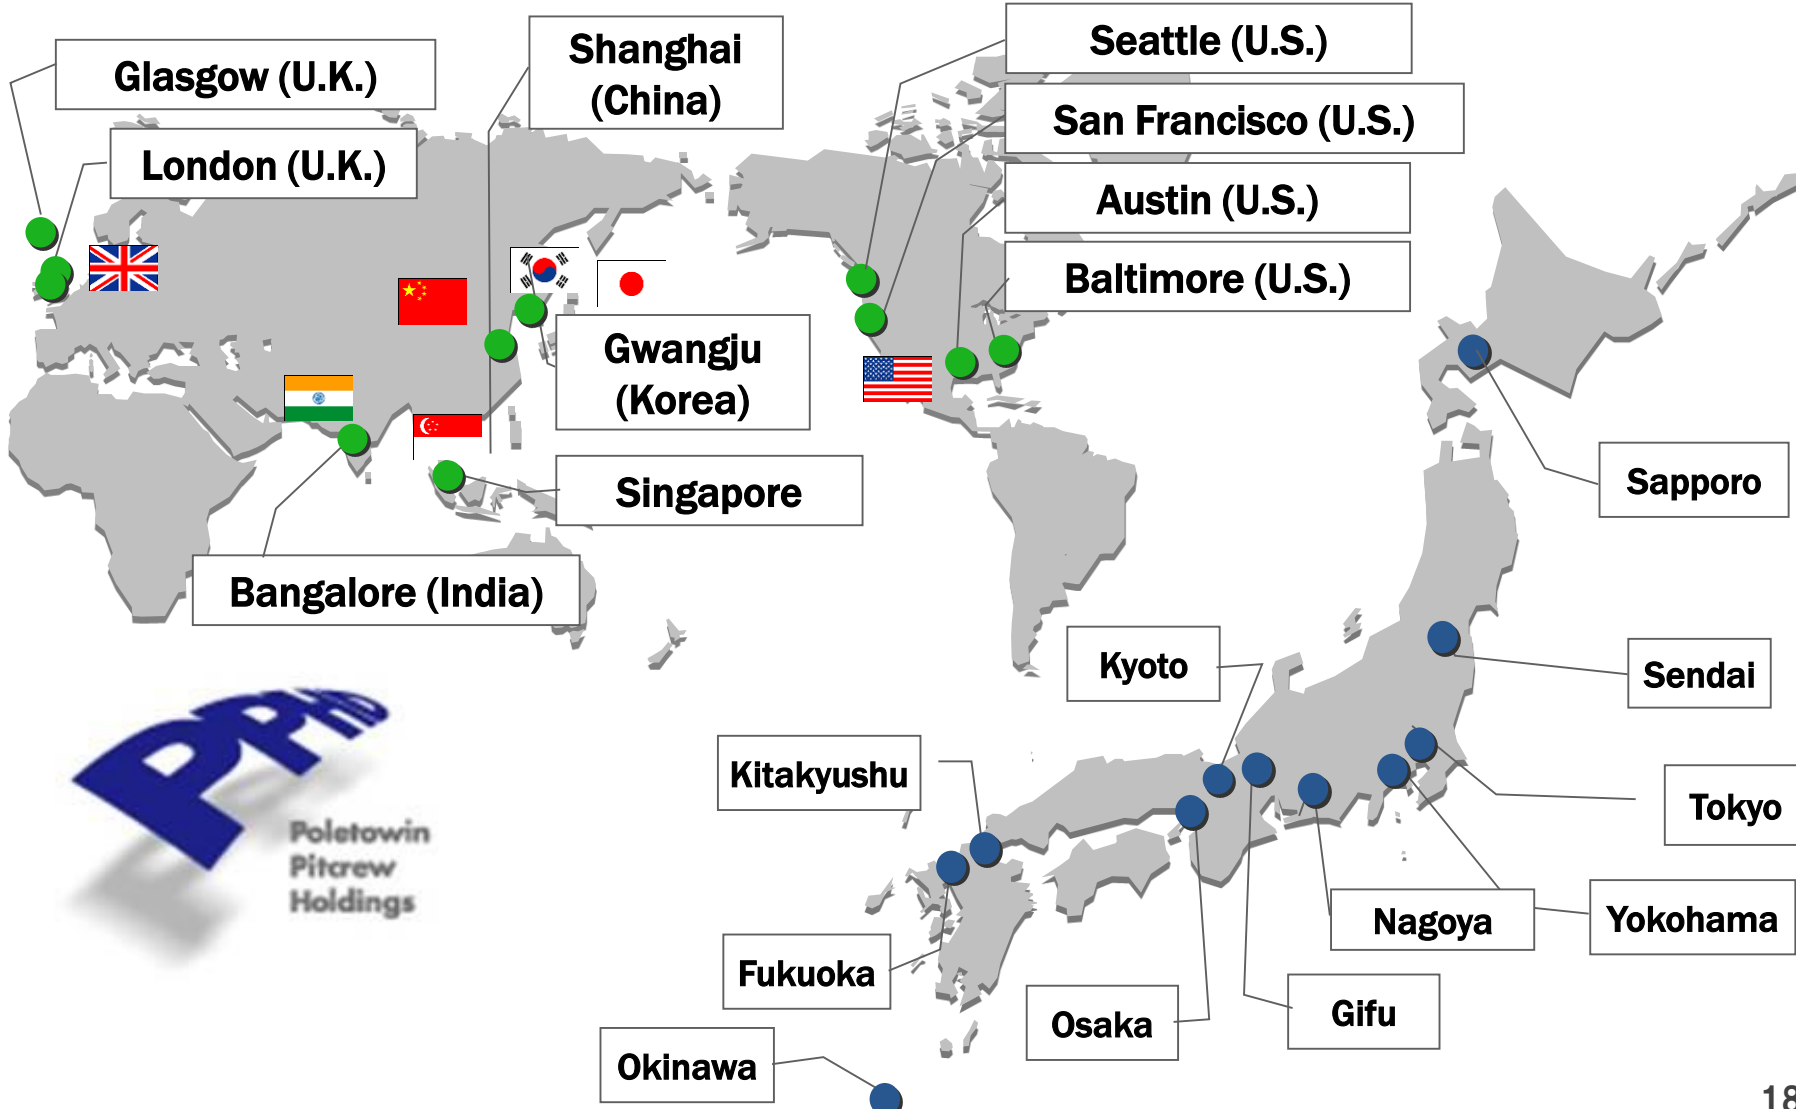 Glasgow (U.K.)
London (U.K.)
Shanghai
(China)
Seattle (U.S.)
San Francisco (U.S.)
Austin (U.S.)
Baltimore (U.S.)
Gwangju
(Korea)
Singapore
Bangalore (India)
Sapporo
Sendai
Kyoto
Kitakyushu
Tokyo
Nagoya
Yokohama
Fukuoka
Osaka
Gifu
Okinawa
PPHD
Poletowin
Pitcrew
Holdings
18